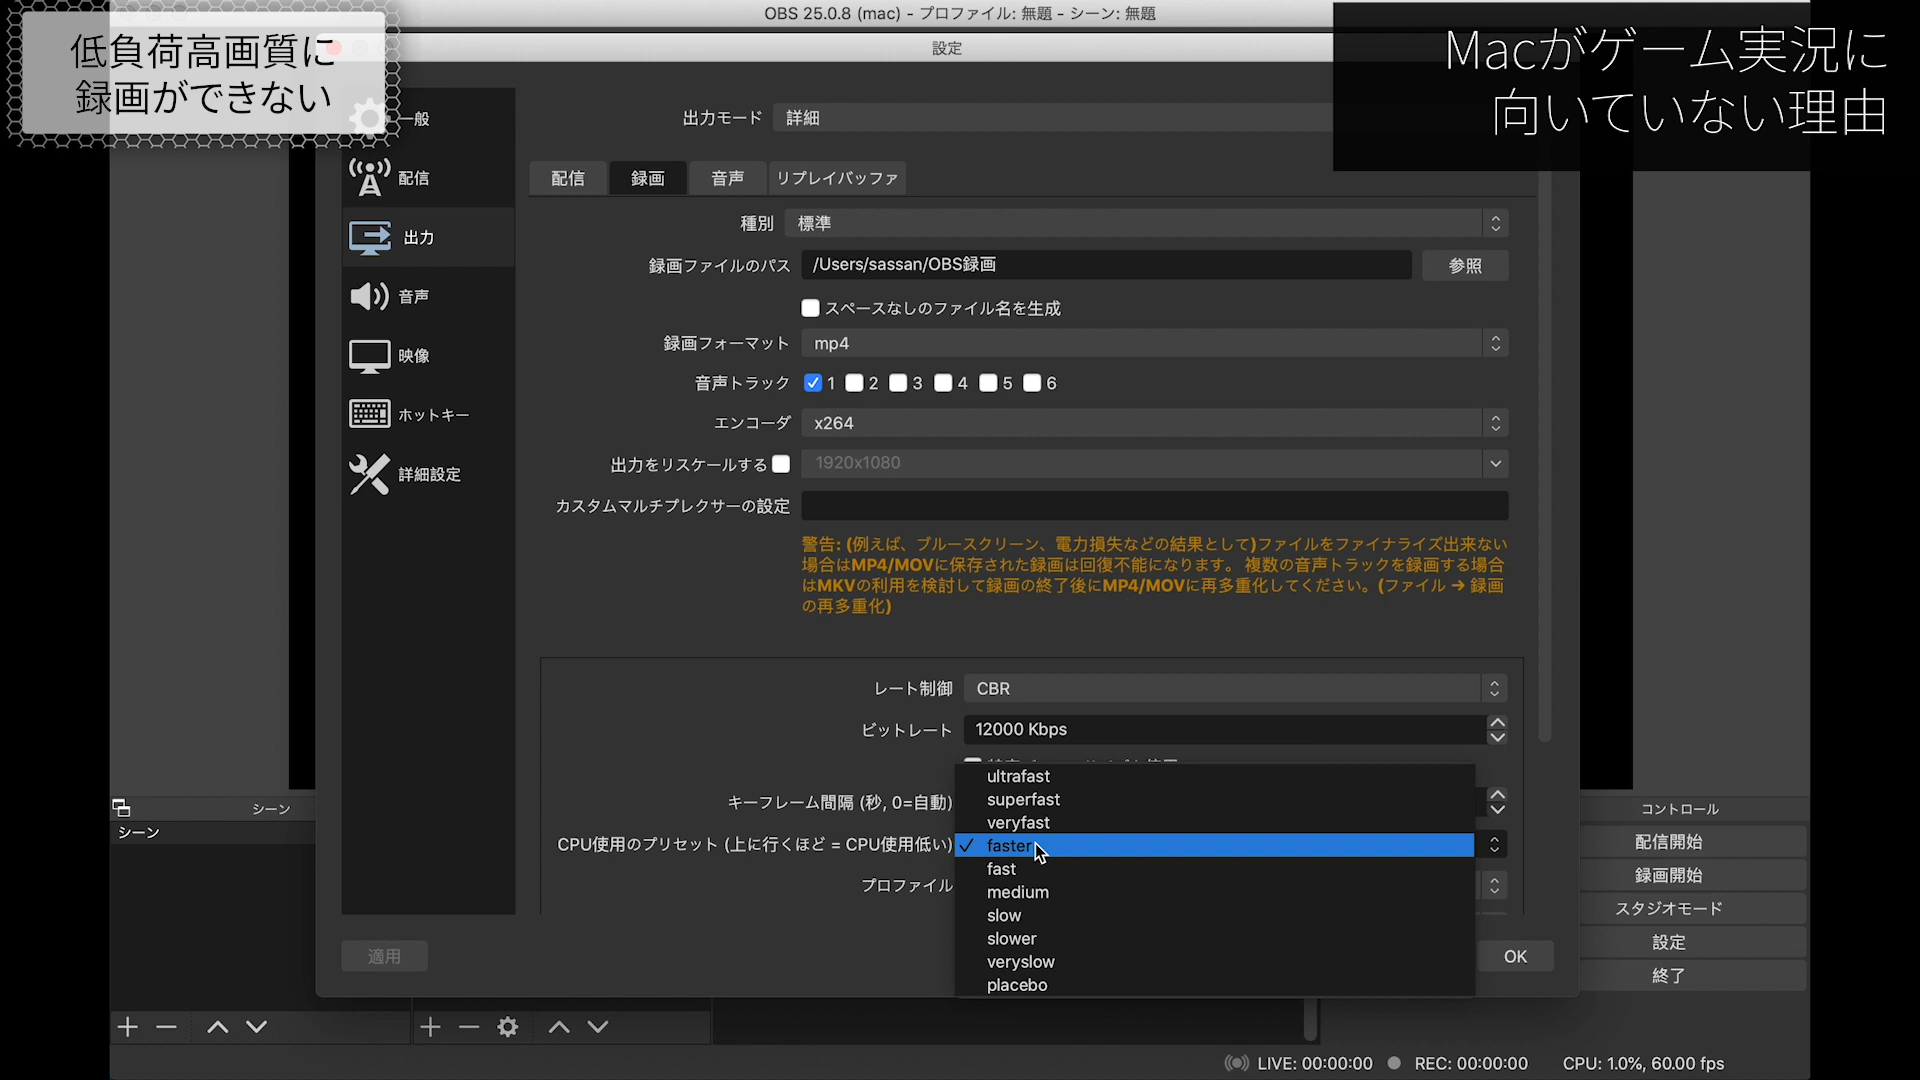 OBS 25.0.8 (mac) - プロファイル: 無題 - シーン: 無題
設定
低負荷高画質に
録画ができない
Macがゲーム実況に
向いていない理由
一般
配信
出力
音声
映像
ホットキー
詳細設定
出力モード 詳細
配信 録画 音声 リプレイバッファ
種別 標準
録画ファイルのパス /Users/sassan/OBS録画 参照
スペースなしのファイル名を生成
録画フォーマット mp4
音声トラック 1 2 3 4 5 6
エンコーダ x264
出力をリスケールする 1920x1080
カスタムマルチプレクサーの設定
警告: (例えば、ブルースクリーン、電力損失などの結果として)ファイルをファイナライズ出来ない
場合はMP4/MOVに保存された録画は回復不能になります。 複数の音声トラックを録画する場合
はMKVの利用を検討して録画の終了後にMP4/MOVに再多重化してください。(ファイル → 録画
の再多重化)
レート制御 CBR
ビットレート 12000 Kbps
キーフレーム間隔 (秒, 0=自動)
CPU使用のプリセット (上に行くほど = CPU使用低い)
プロファイル
ultrafast
superfast
veryfast
faster
fast
medium
slow
slower
veryslow
placebo
適用
OK
シーン
シーン
コントロール
配信開始
録画開始
スタジオモード
設定
終了
LIVE: 00:00:00 REC: 00:00:00 CPU: 1.0%, 60.00 fps